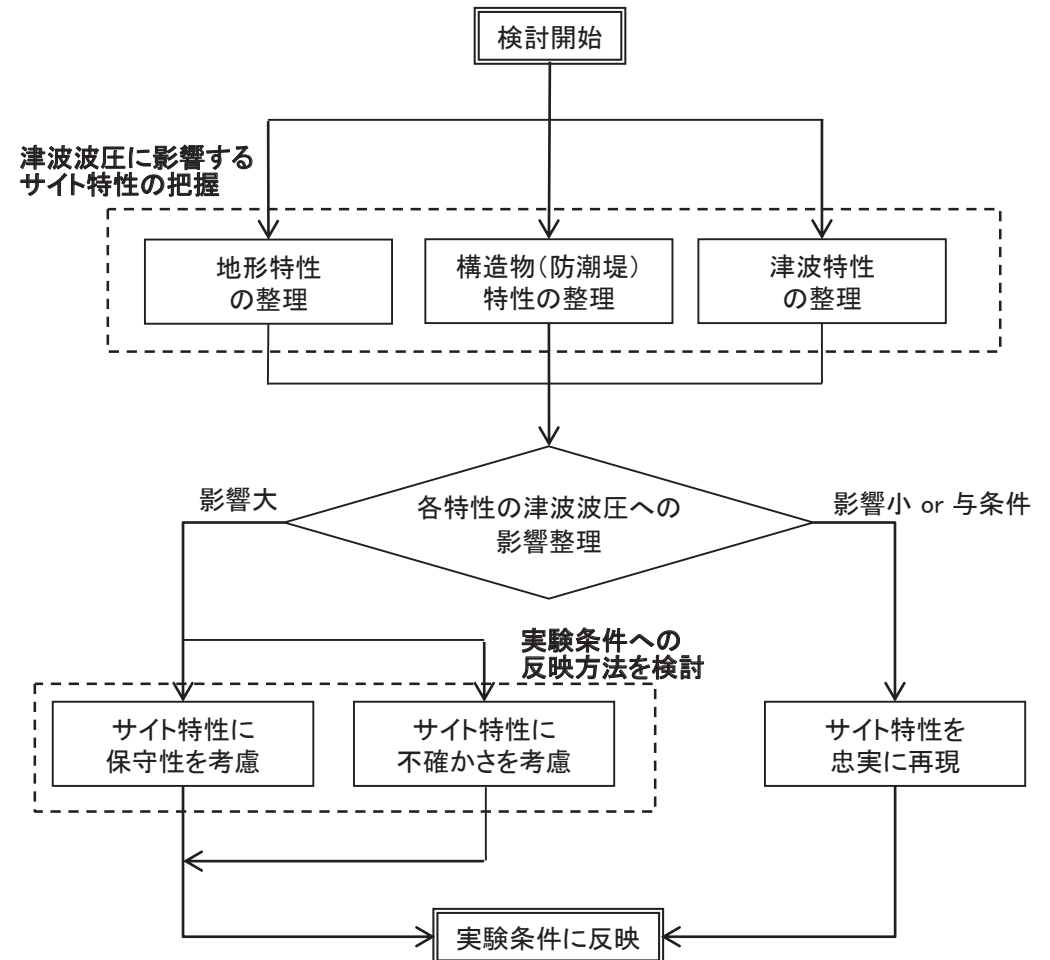 検討開始
津波波圧に影響する
サイト特性の把握
地形特性
の整理
構造物(防潮堤)
特性の整理
津波特性
の整理
各特性の津波波圧への
影響整理
影響大
影響小 or 与条件
実験条件への
反映方法を検討
サイト特性に
保守性を考慮
サイト特性に
不確かさを考慮
サイト特性を
忠実に再現
実験条件に反映